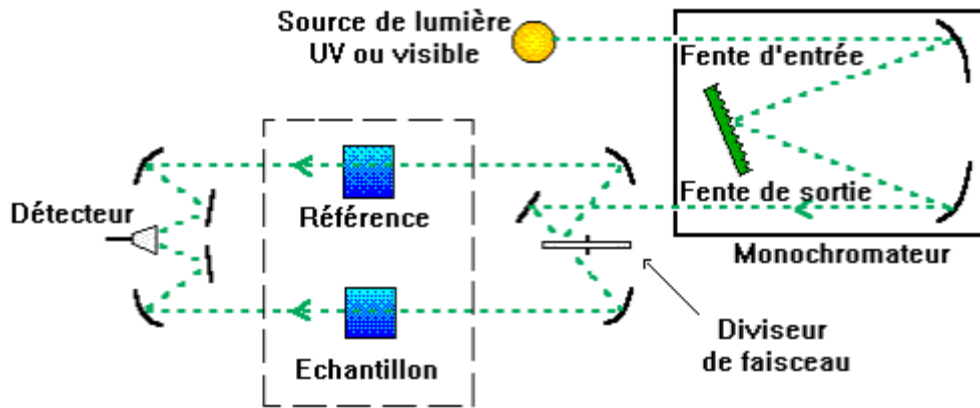 Source de lumière
UV ou visible
Fente d'entrée
Fente de sortie
Monochromateur
Référence
Détecteur
Echantillon
Diviseur
de faisceau